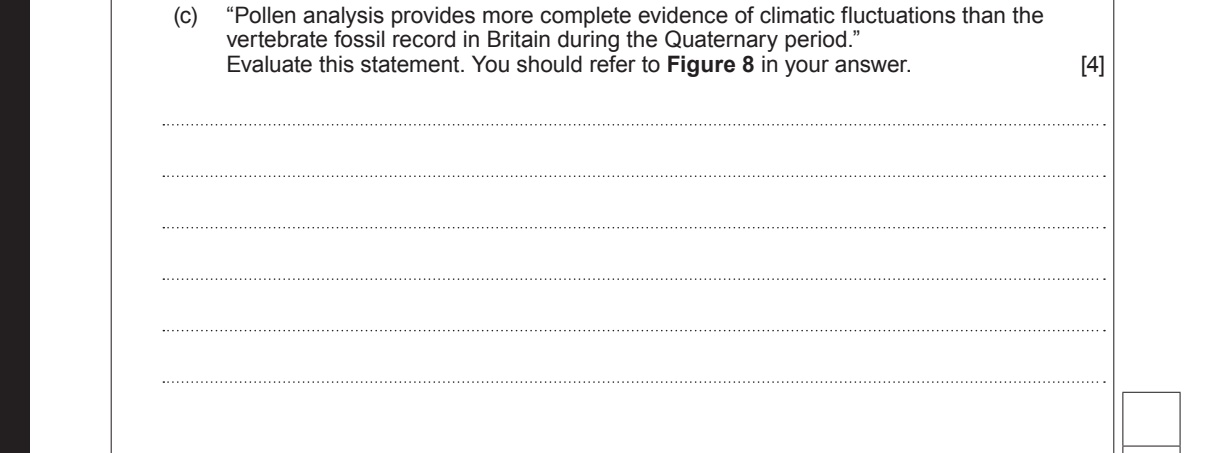 (c) “Pollen analysis provides more complete evidence of climatic fluctuations than the
vertebrate fossil record in Britain during the Quaternary period.”
Evaluate this statement. You should refer to Figure 8 in your answer. [4]